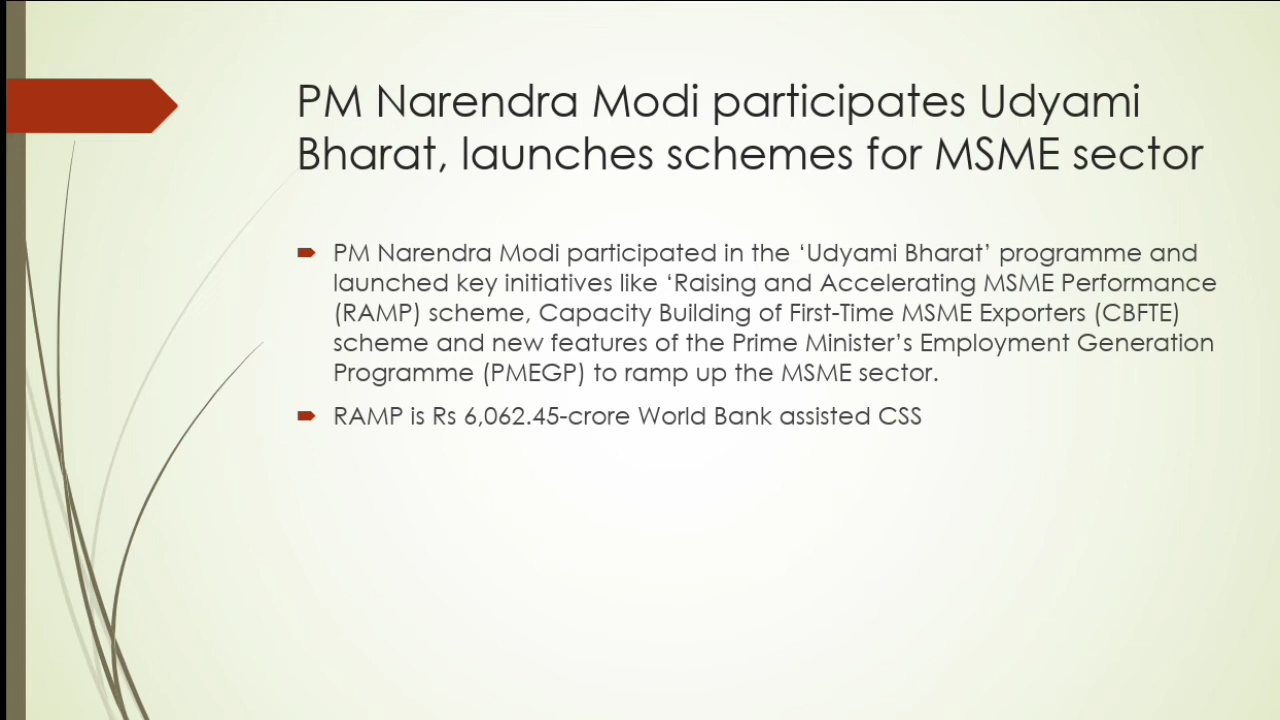 PM Narendra Modi participates Udyami
Bharat, launches schemes for MSME sector
PM Narendra Modi participated in the ‘Udyami Bharat’ programme and
launched key initiatives like ‘Raising and Accelerating MSME Performance
(RAMP) scheme, Capacity Building of First-Time MSME Exporters (CBFTE)
scheme and new features of the Prime Minister’s Employment Generation
Programme (PMEGP) to ramp up the MSME sector.
RAMP is Rs 6,062.45-crore World Bank assisted CSS